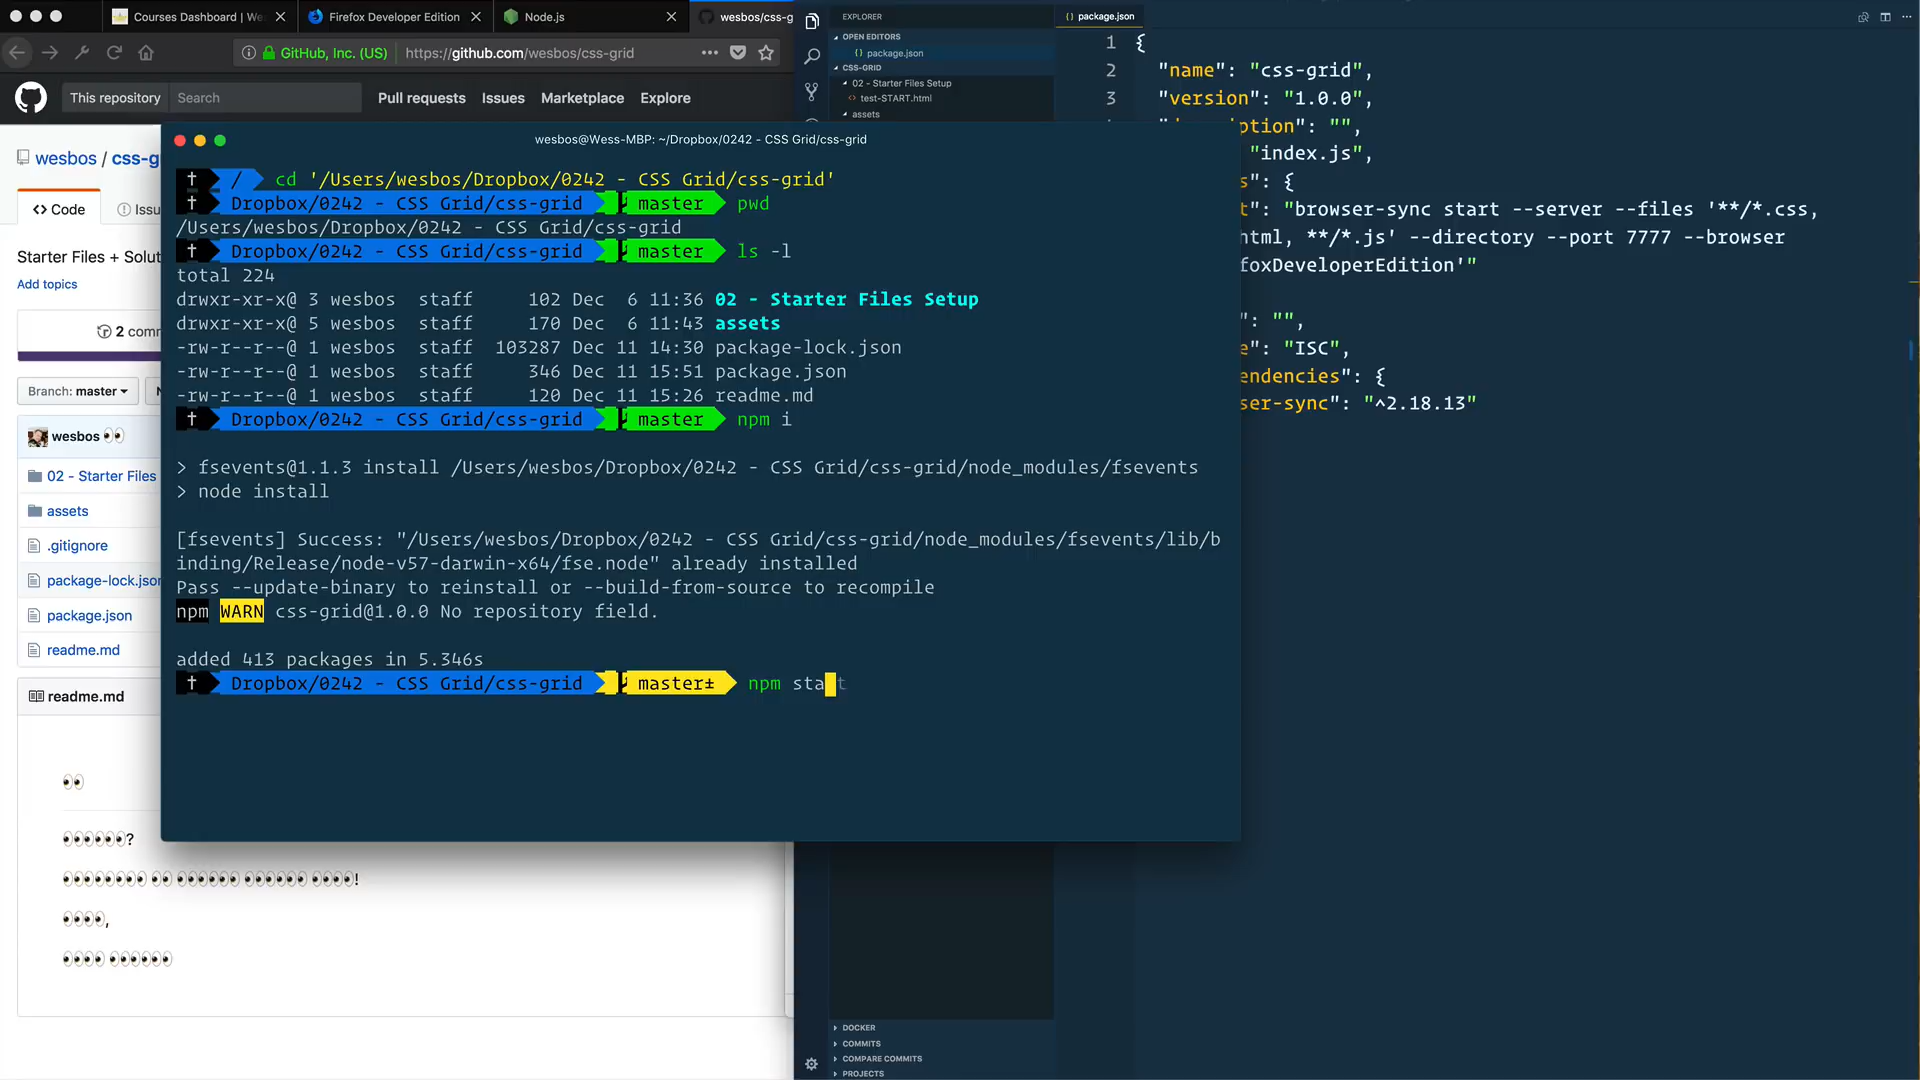 Courses Dashboard | We
Firefox Developer Edition
Node.js
wesbos/css-g
GitHub, Inc. (US)
https://github.com/wesbos/css-grid
This repository
Search
Pull requests
Issues
Marketplace
Explore
wesbos / css-g
Code
Issu
Starter Files + Solut
Add topics
2 comm
Branch: master
N
wesbos 👀
02 - Starter Files
assets
.gitignore
package-lock.json
package.json
readme.md
readme.md
👀
👀👀👀?
👀👀👀👀 👀 👀👀👀 👀👀👀 👀👀!
👀👀,
👀👀 👀👀👀
wesbos@Wess-MBP: ~/Dropbox/0242 - CSS Grid/css-grid
† / cd '/Users/wesbos/Dropbox/0242 - CSS Grid/css-grid'
† Dropbox/0242 - CSS Grid/css-grid master pwd
/Users/wesbos/Dropbox/0242 - CSS Grid/css-grid
† Dropbox/0242 - CSS Grid/css-grid master ls -l
total 224
drwxr-xr-x@ 3 wesbos staff 102 Dec 6 11:36 02 - Starter Files Setup
drwxr-xr-x@ 5 wesbos staff 170 Dec 6 11:43 assets
-rw-r--r--@ 1 wesbos staff 103287 Dec 11 14:30 package-lock.json
-rw-r--r--@ 1 wesbos staff 346 Dec 11 15:51 package.json
-rw-r--r--@ 1 wesbos staff 120 Dec 11 15:26 readme.md
† Dropbox/0242 - CSS Grid/css-grid master npm i
> fsevents@1.1.3 install /Users/wesbos/Dropbox/0242 - CSS Grid/css-grid/node_modules/fsevents
> node install
[fsevents] Success: "/Users/wesbos/Dropbox/0242 - CSS Grid/css-grid/node_modules/fsevents/lib/b
inding/Release/node-v57-darwin-x64/fse.node" already installed
Pass --update-binary to reinstall or --build-from-source to recompile
npm WARN css-grid@1.0.0 No repository field.
added 413 packages in 5.346s
† Dropbox/0242 - CSS Grid/css-grid master± npm sta t
EXPLORER
OPEN EDITORS
{} package.json
CSS-GRID
02 - Starter Files Setup
<> test-START.html
assets
DOCKER
COMMITS
COMPARE COMMITS
PROJECTS
{} package.json
1 {
2 "name": "css-grid",
3 "version": "1.0.0",
ption": "",
"index.js",
s": {
t": "browser-sync start --server --files '**/*.css,
html, **/*.js' --directory --port 7777 --browser
foxDeveloperEdition'"
": "",
e": "ISC",
endencies": {
ser-sync": "^2.18.13"